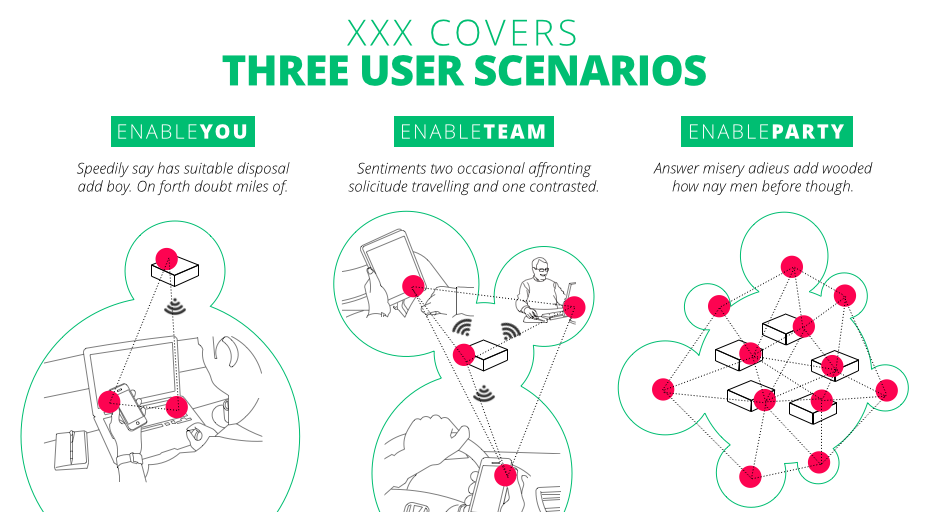 XXX COVERS
THREE USER SCENARIOS
ENABLEYOU
Speedily say has suitable disposal
add boy. On forth doubt miles of.
ENABLETEAM
Sentiments two occasional affronting
solicitude travelling and one contrasted.
ENABLEPARTY
Answer misery adieus add wooded
how nay men before though.